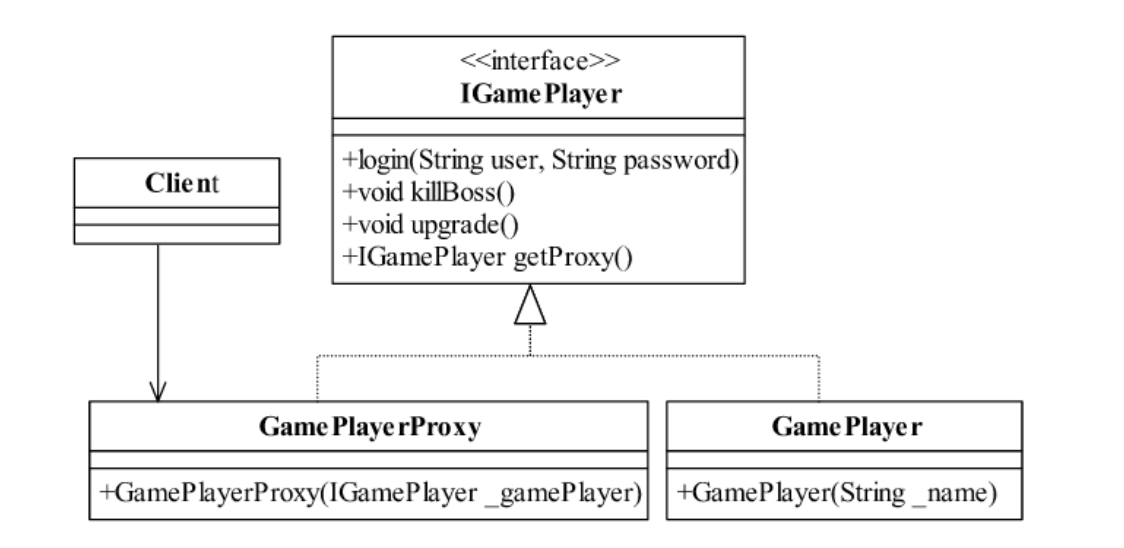 <<interface>>
IGamePlayer
+login(String user, String password)
+void killBoss()
+void upgrade()
+IGamePlayer getProxy()
Client
GamePlayerProxy
+GamePlayerProxy(IGamePlayer _gamePlayer)
GamePlayer
+GamePlayer(String _name)